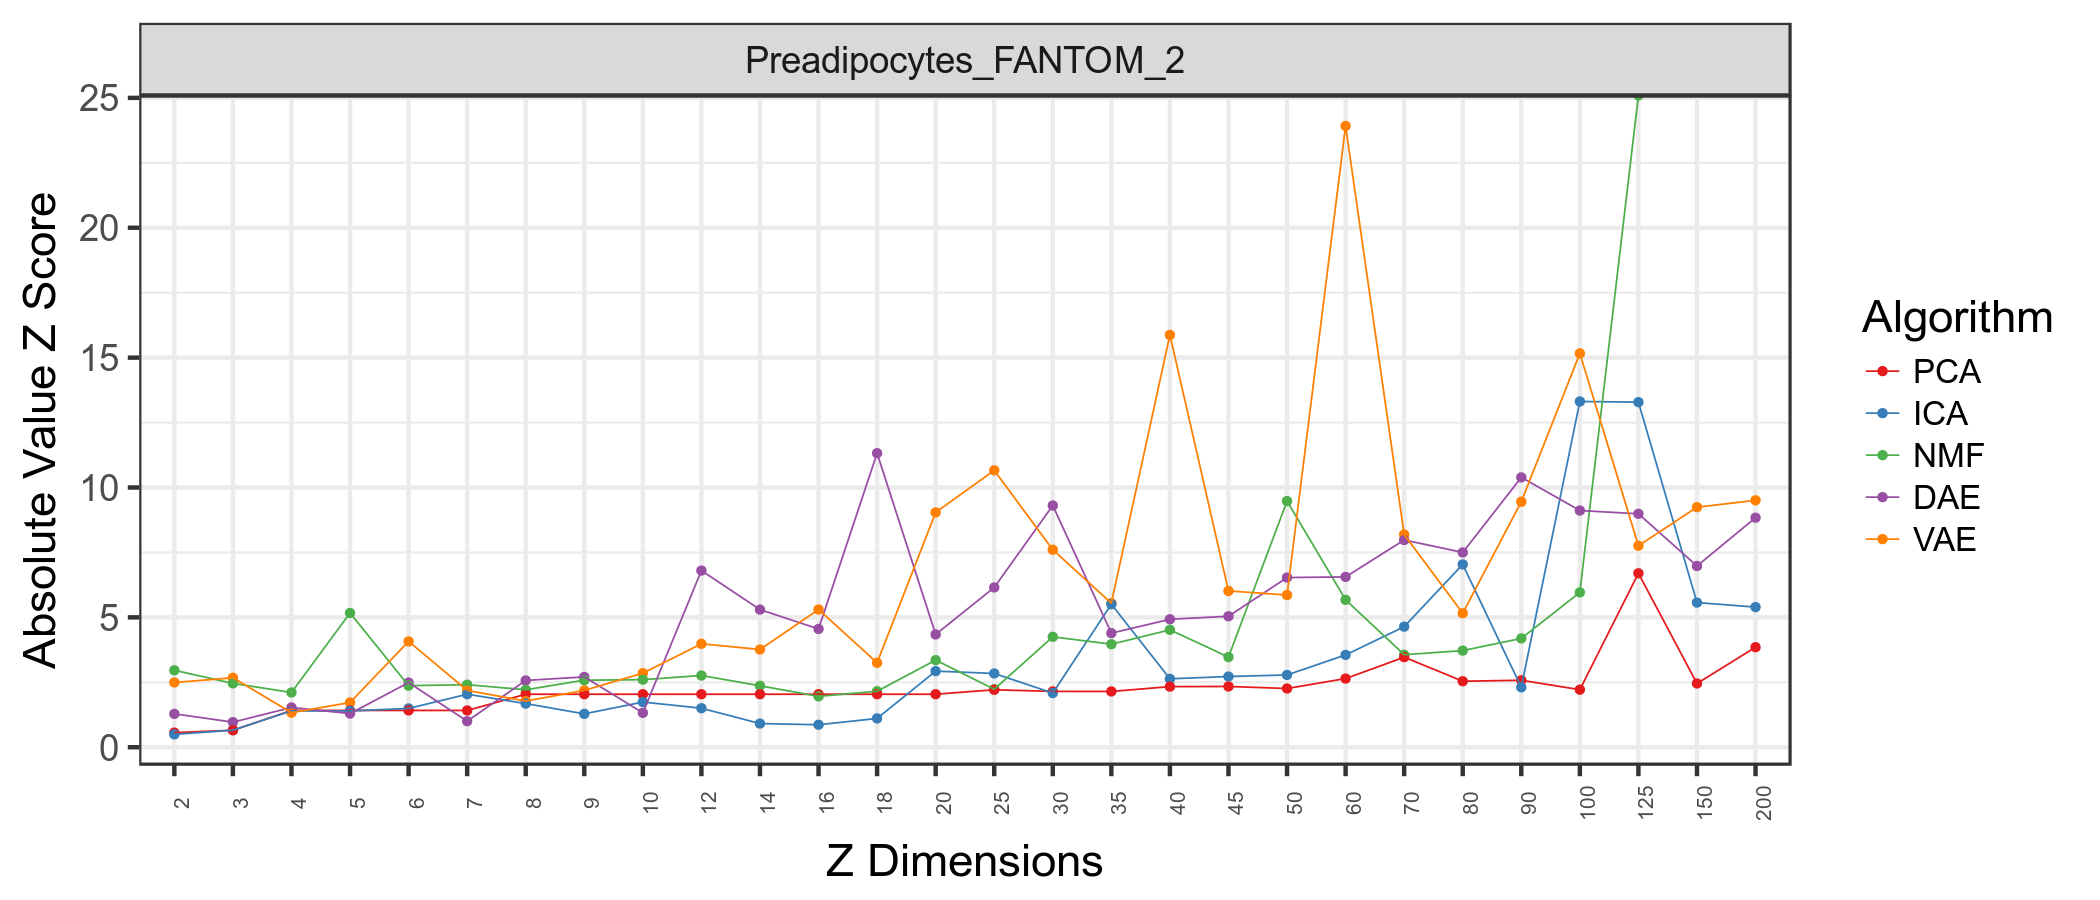 Preadipocytes_FANTOM_2
Absolute Value Z Score
25
20
15
10
5
0
2 3 4 5 6 7 8 9 10 12 14 16 18 20 25 30 35 40 45 50 60 70 80 90 100 125 150 200
Z Dimensions
Algorithm
PCA
ICA
NMF
DAE
VAE